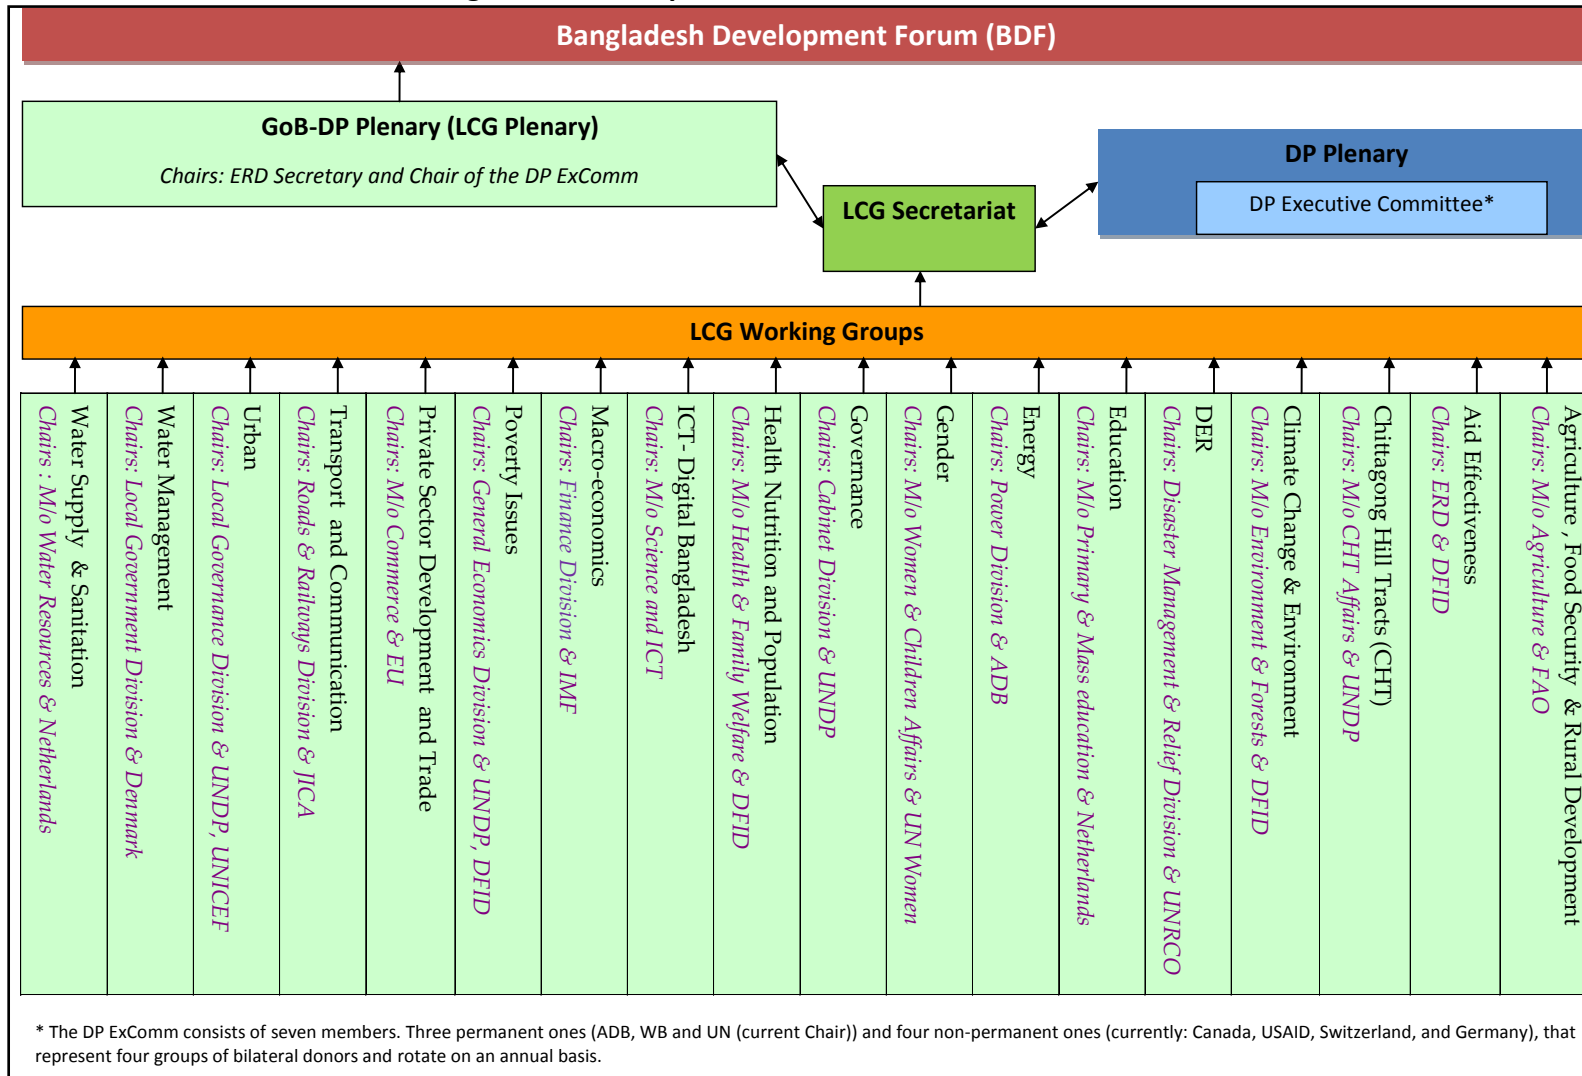 Bangladesh Development Forum (BDF)
GoB-DP Plenary (LCG Plenary)
Chairs: ERD Secretary and Chair of the DP ExComm
DP Plenary
DP Executive Committee*
LCG Secretariat
LCG Working Groups
Water Supply & Sanitation
Chairs : M/o Water Resources & Netherlands
Water Management
Chairs: Local Government Division & Denmark
Urban
Chairs: Local Governance Division & UNDP, UNICEF
Transport and Communication
Chairs: Roads & Railways Division & JICA
Private Sector Development and Trade
Chairs: M/o Commerce & EU
Poverty Issues
Chairs: General Economics Division & UNDP, DFID
Macro-economics
Chairs: Finance Division & IMF
ICT- Digital Bangladesh
Chairs: M/o Science and ICT
Health Nutrition and Population
Chairs: M/o Health & Family Welfare & DFID
Governance
Chairs: Cabinet Division & UNDP
Gender
Chairs: M/o Women & Children Affairs & UN Women
Energy
Chairs: Power Division & ADB
Education
Chairs: M/o Primary & Mass education & Netherlands
DER
Chairs: Disaster Management & Relief Division & UNRCO
Climate Change & Environment
Chairs: M/o Environment & Forests & DFID
Chittagong Hill Tracts (CHT)
Chairs: M/o CHT Affairs & UNDP
Aid Effectiveness
Chairs: ERD & DFID
Agriculture , Food Security & Rural Development
Chairs: M/o Agriculture & FAO
* The DP ExComm consists of seven members. Three permanent ones (ADB, WB and UN (current Chair)) and four non-permanent ones (currently: Canada, USAID, Switzerland, and Germany), that
represent four groups of bilateral donors and rotate on an annual basis.